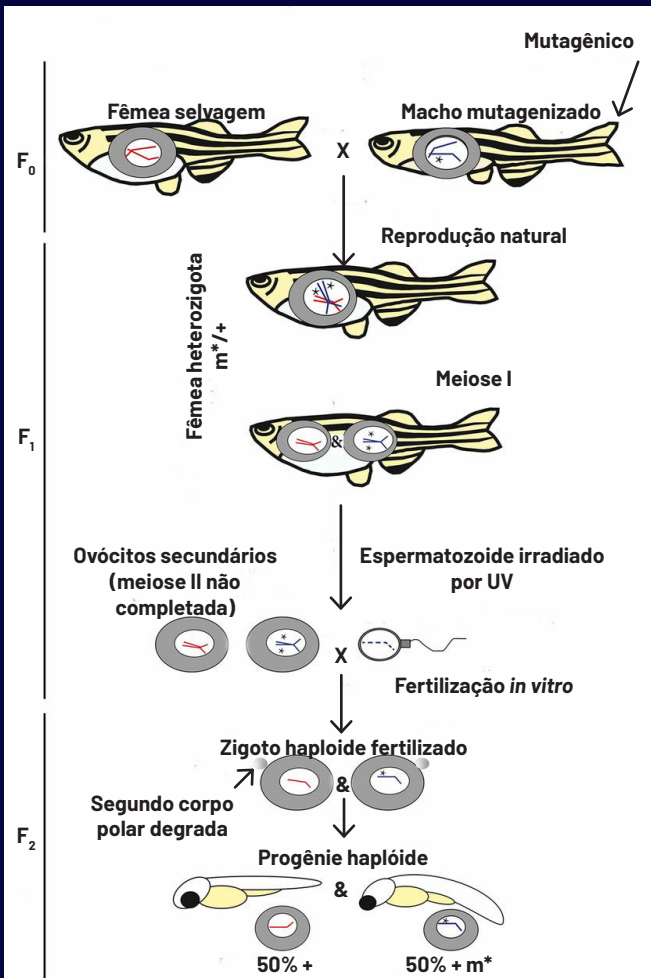 Mutagênico
Fêmea selvagem
Macho mutagenizado
F0
X
Reprodução natural
Fêmea heterozigota
m*/+
Meiose I
*
*
F1
&
*
*
Ovócitos secundários
(meiose II não
completada)
Espermatozoide irradiado
por UV
*
*
X
Fertilização in vitro
Zigoto haploide fertilizado
*
&
Segundo corpo
polar degrada
F2
Progênie haplóide
&
*
50% +
50% + m*